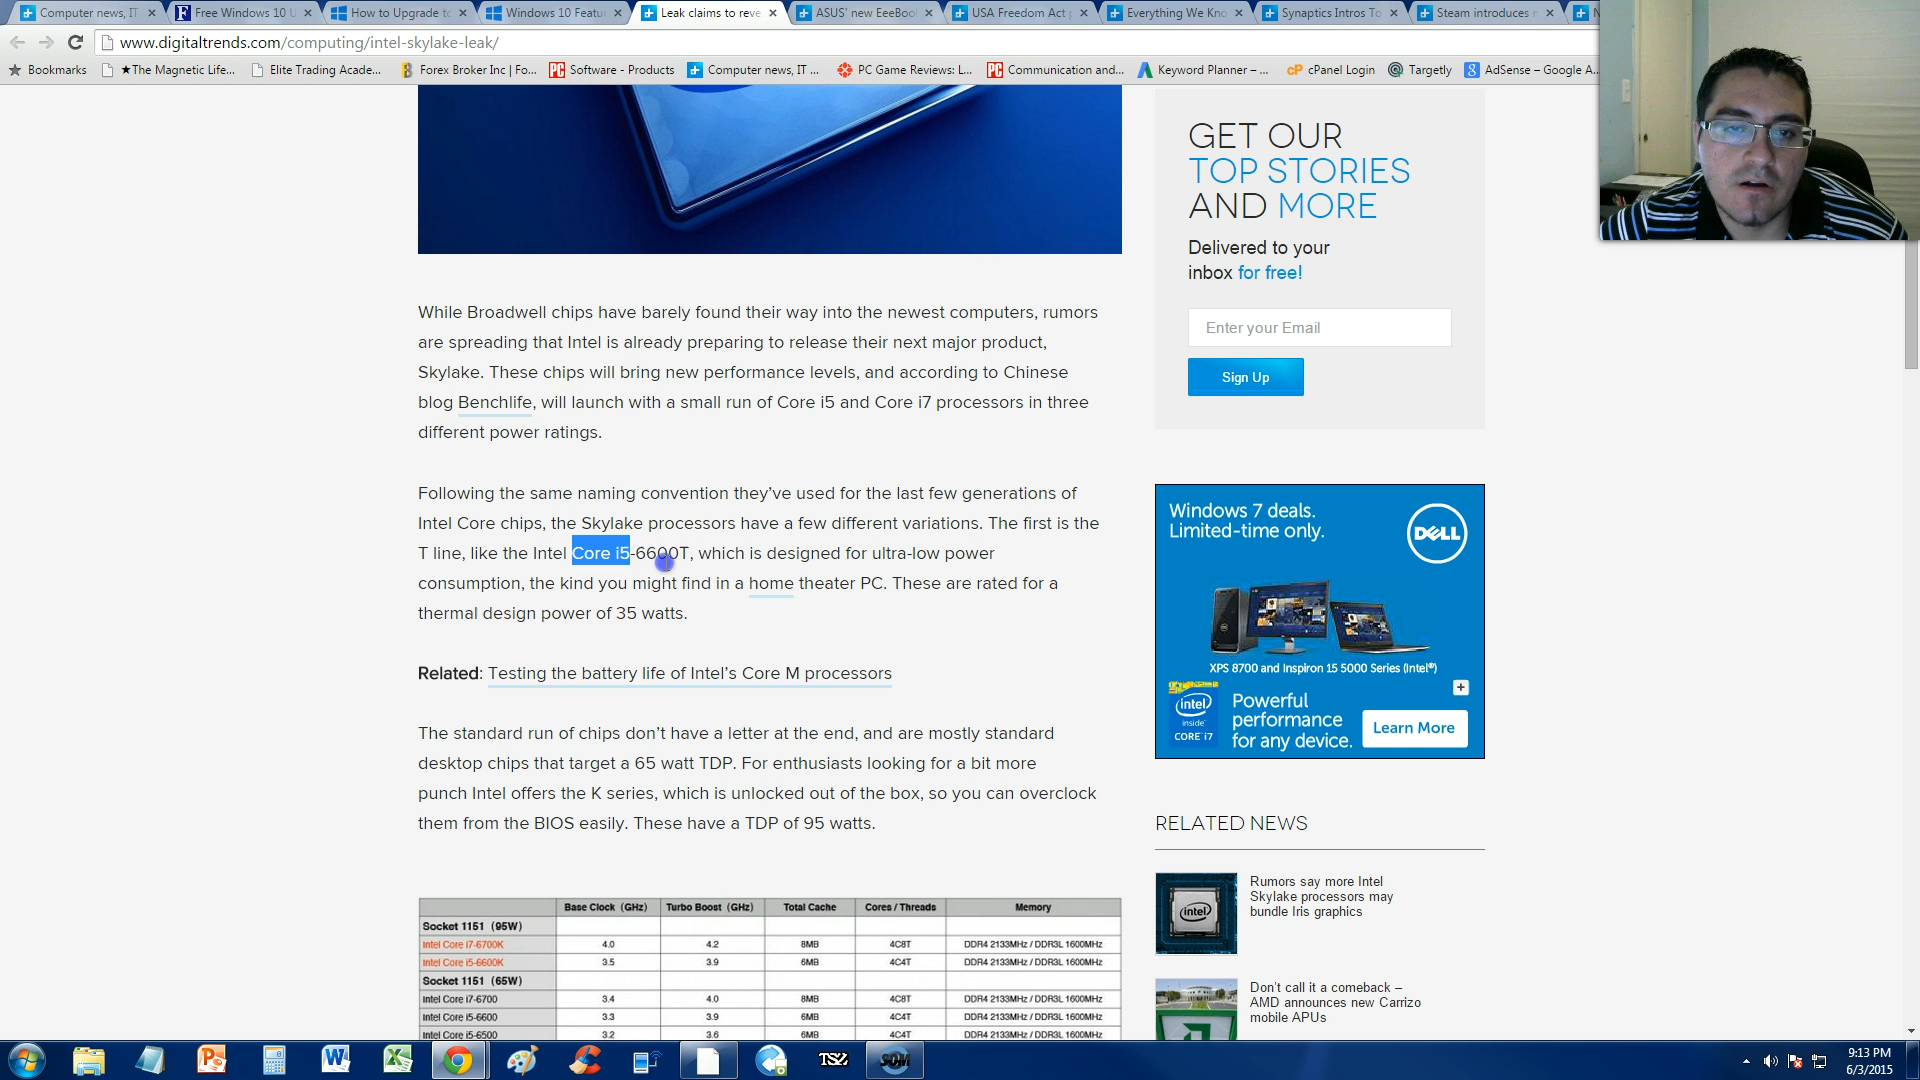 Computer news, IT
Free Windows 10 U
How to Upgrade to
Windows 10 Featu
Leak claims to reve
ASUS' new EeeBoo
USA Freedom Act
Everything We Kno
Synaptics Intros To
Steam introduces
www.digitaltrends.com/computing/intel-skylake-leak/
Bookmarks
★The Magnetic Life...
Elite Trading Acade...
Forex Broker Inc | Fo...
Software - Products
Computer news, IT ...
PC Game Reviews: L...
Communication and...
Keyword Planner – ...
cPanel Login
Targetly
AdSense – Google A...
GET OUR
TOP STORIES
AND MORE
Delivered to your
inbox for free!
Enter your Email
Sign Up
While Broadwell chips have barely found their way into the newest computers, rumors
are spreading that Intel is already preparing to release their next major product,
Skylake. These chips will bring new performance levels, and according to Chinese
blog Benchlife, will launch with a small run of Core i5 and Core i7 processors in three
different power ratings.
Following the same naming convention they've used for the last few generations of
Intel Core chips, the Skylake processors have a few different variations. The first is the
T line, like the Intel Core i5-6600T, which is designed for ultra-low power
consumption, the kind you might find in a home theater PC. These are rated for a
thermal design power of 35 watts.
Related: Testing the battery life of Intel's Core M processors
The standard run of chips don't have a letter at the end, and are mostly standard
desktop chips that target a 65 watt TDP. For enthusiasts looking for a bit more
punch Intel offers the K series, which is unlocked out of the box, so you can overclock
them from the BIOS easily. These have a TDP of 95 watts.
Base Clock (GHz) Turbo Boost (GHz) Total Cache Cores / Threads Memory
Socket 1151 (95W)
Intel Core i7-6700K 4.0 4.2 8MB 4C8T DDR4 2133MHz / DDR3L 1600MHz
Intel Core i5-6600K 3.5 3.9 6MB 4C4T DDR4 2133MHz / DDR3L 1600MHz
Socket 1151 (65W)
Intel Core i7-6700 3.4 4.0 8MB 4C8T DDR4 2133MHz / DDR3L 1600MHz
Intel Core i5-6600 3.3 3.9 6MB 4C4T DDR4 2133MHz / DDR3L 1600MHz
Intel Core i5-6500 3.2 3.6 6MB 4C4T DDR4 2133MHz / DDR3L 1600MHz
Windows 7 deals.
Limited-time only.
DELL
XPS 8700 and Inspiron 15 5000 Series (Intel®)
intel
inside
CORE i7
Powerful
performance
for any device.
Learn More
RELATED NEWS
intel
Rumors say more Intel
Skylake processors may
bundle Iris graphics
Don't call it a comeback –
AMD announces new Carrizo
mobile APUs
TS2
SOM
9:13 PM
6/3/2015